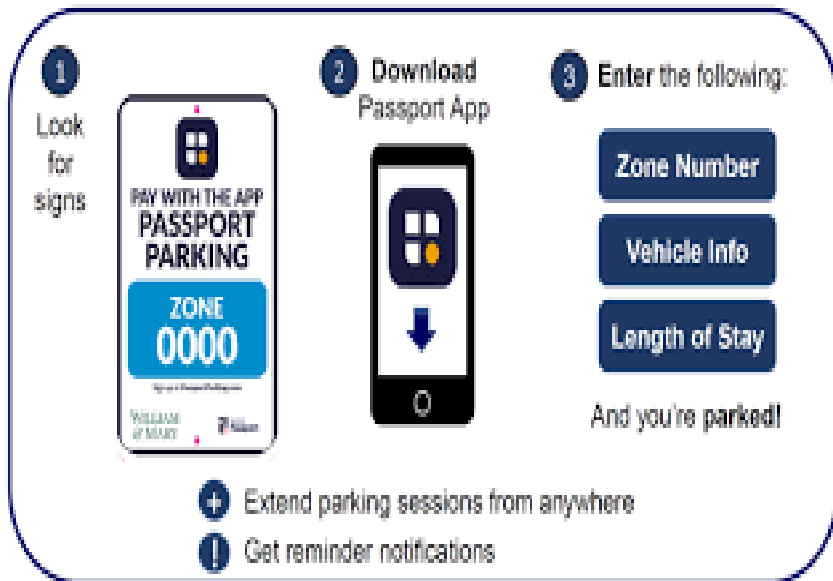 1
Look
for
signs
PAY WITH THE APP
PASSPORT
PARKING
ZONE
0000
WILLIAM
& MARY
2 Download
Passport App
3 Enter the following:
Zone Number
Vehicle Info
Length of Stay
And you're parked!
+ Extend parking sessions from anywhere
! Get reminder notifications